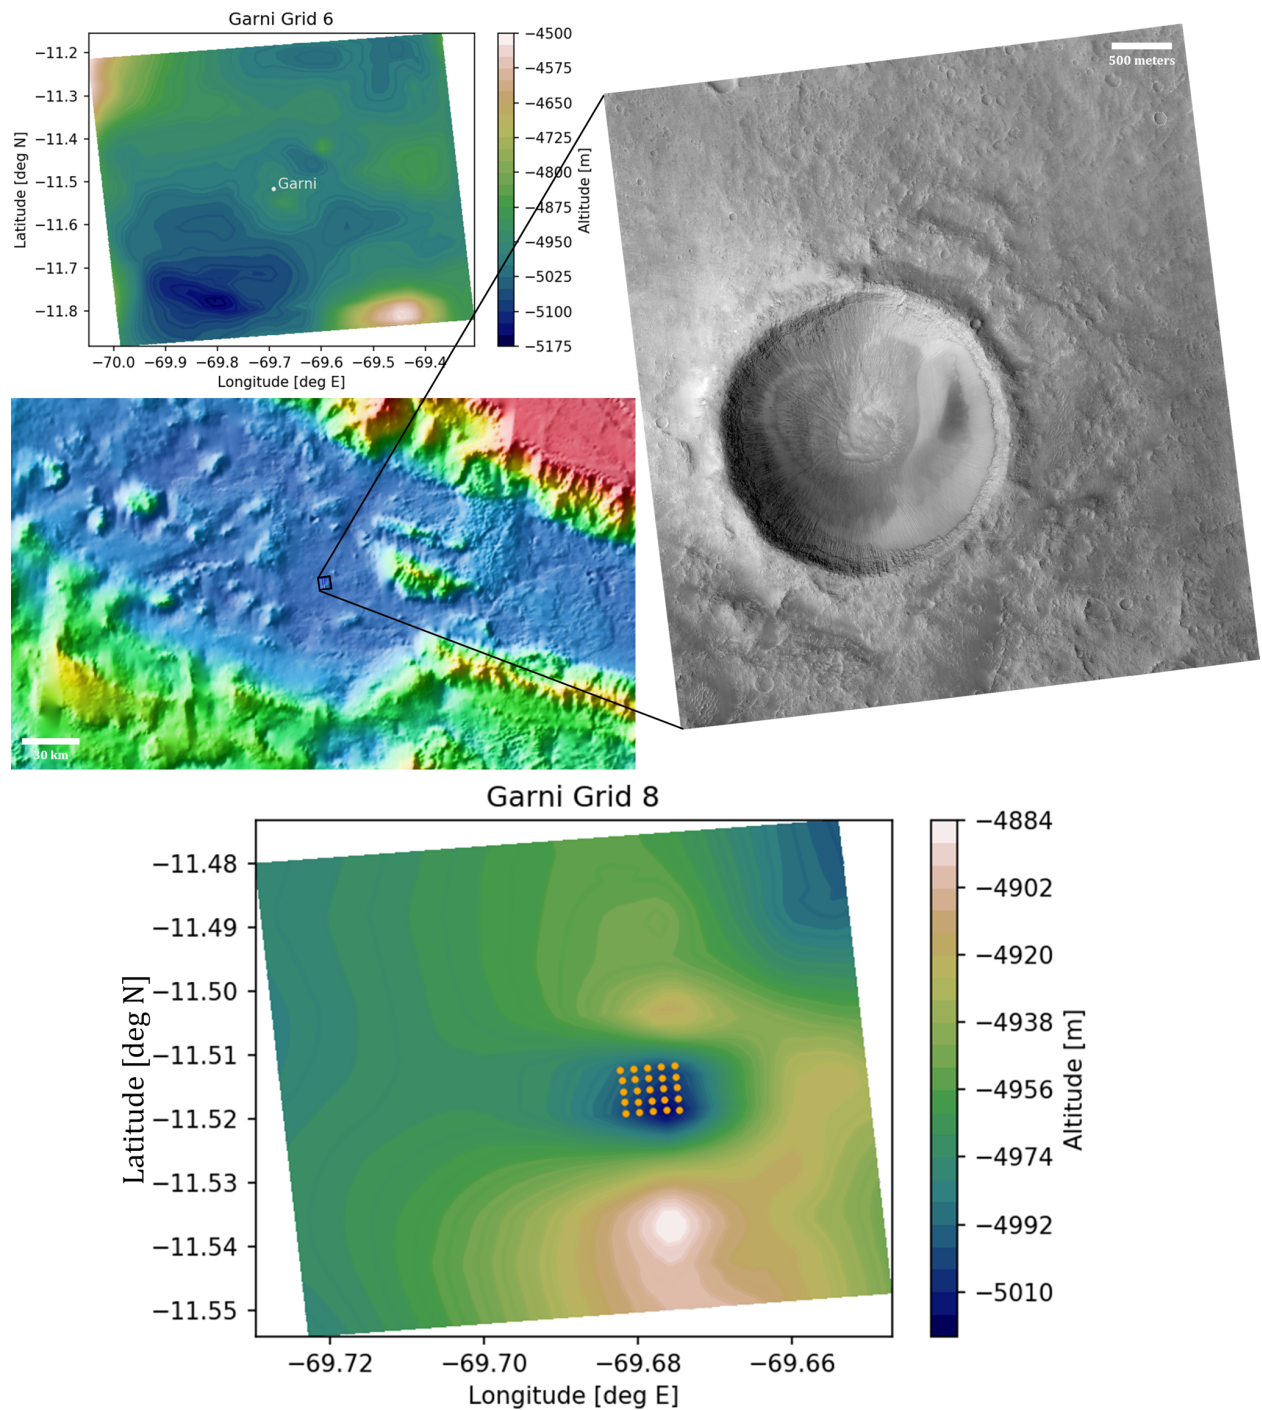 Garni Grid 6
−11.2
−11.3
−11.4
−11.5
−11.6
−11.7
−11.8
Latitude [deg N]
−70.0 −69.9 −69.8 −69.7 −69.6 −69.5 −69.4
Longitude [deg E]
Garni
−4500
−4575
−4650
−4725
−4800
−4875
−4950
−5025
−5100
−5175
Altitude [m]
500 meters
30 km
Garni Grid 8
−11.48
−11.49
−11.50
−11.51
−11.52
−11.53
−11.54
−11.55
Latitude [deg N]
−69.72 −69.70 −69.68 −69.66
Longitude [deg E]
−4884
−4902
−4920
−4938
−4956
−4974
−4992
−5010
Altitude [m]